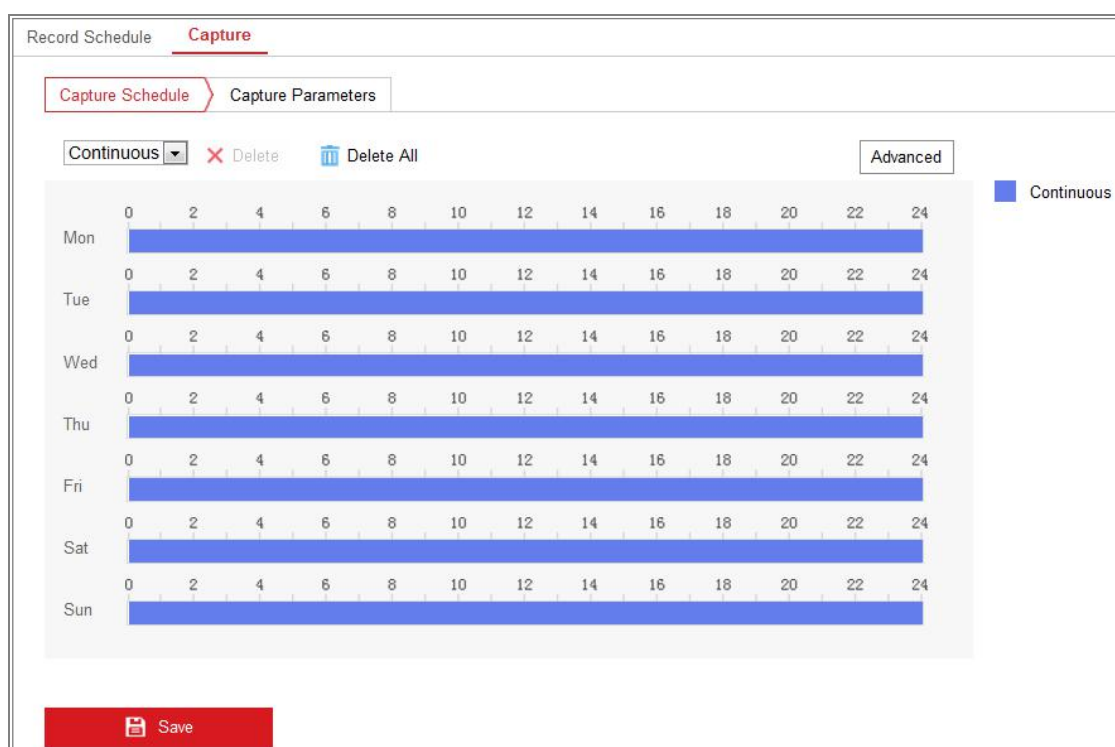 Record Schedule Capture
Capture Schedule Capture Parameters
Continuous Delete Delete All Advanced
Continuous
0 2 4 6 8 10 12 14 16 18 20 22 24
Mon
0 2 4 6 8 10 12 14 16 18 20 22 24
Tue
0 2 4 6 8 10 12 14 16 18 20 22 24
Wed
0 2 4 6 8 10 12 14 16 18 20 22 24
Thu
0 2 4 6 8 10 12 14 16 18 20 22 24
Fri
0 2 4 6 8 10 12 14 16 18 20 22 24
Sat
0 2 4 6 8 10 12 14 16 18 20 22 24
Sun
Save